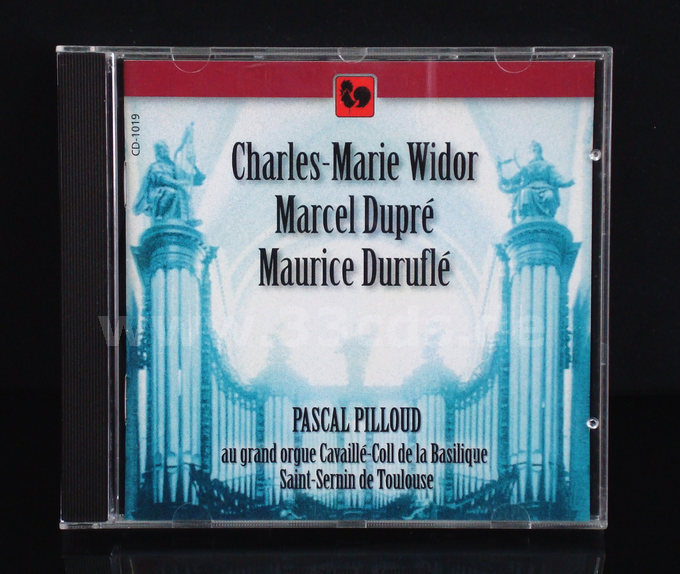 CD-1019
Charles-Marie Widor
Marcel Dupré
Maurice Duruflé
PASCAL PILLOUD
au grand orgue Cavaillé-Coll de la Basilique
Saint-Sernin de Toulouse